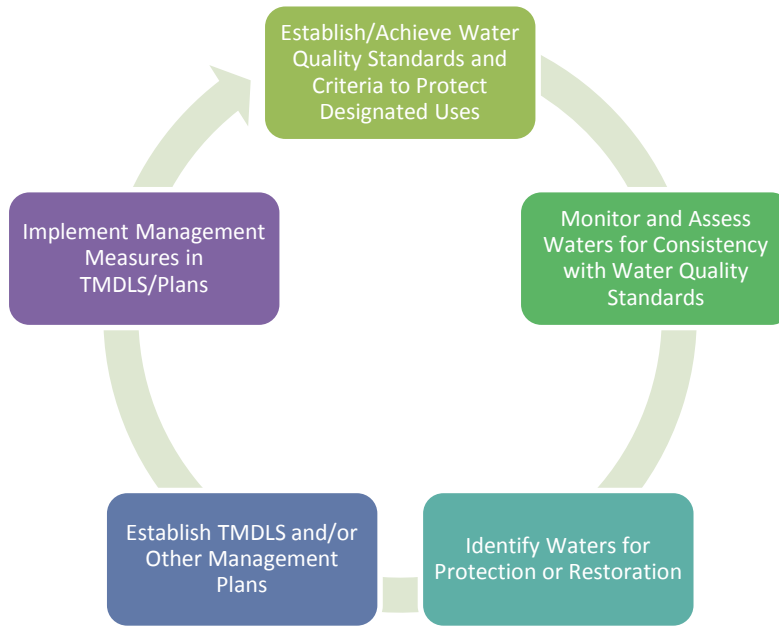 Establish/Achieve Water
Quality Standards and
Criteria to Protect
Designated Uses
Monitor and Assess
Waters for Consistency
with Water Quality
Standards
Identify Waters for
Protection or Restoration
Establish TMDLS and/or
Other Management
Plans
Implement Management
Measures in
TMDLS/Plans